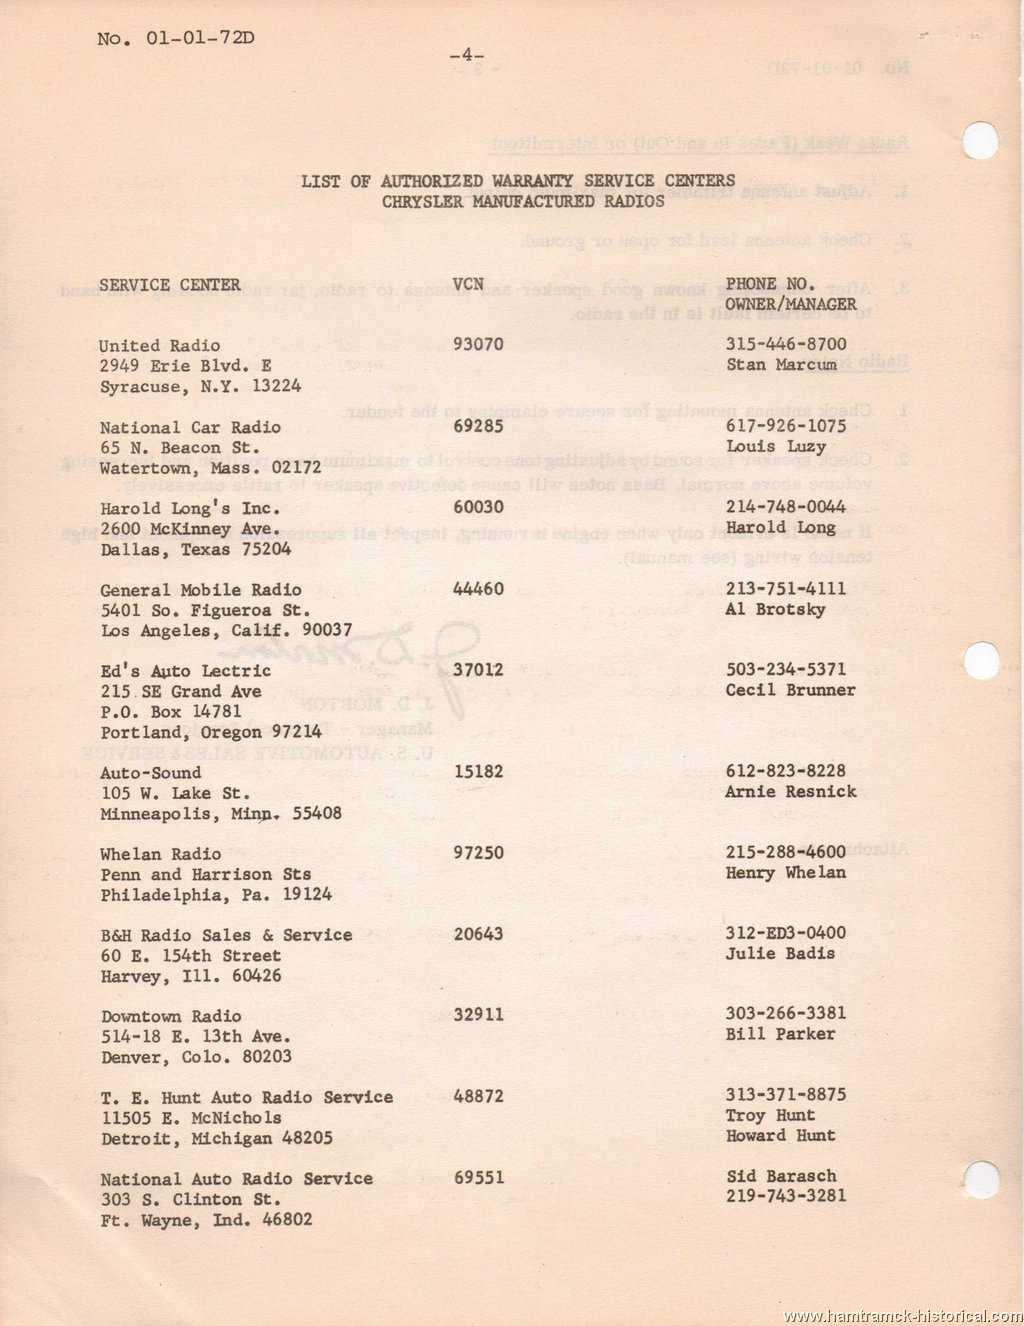 No. 01-01-72D
-4-
LIST OF AUTHORIZED WARRANTY SERVICE CENTERS
CHRYSLER MANUFACTURED RADIOS
SERVICE CENTER VCN PHONE NO.
OWNER/MANAGER
United Radio 93070 315-446-8700
2949 Erie Blvd. E Stan Marcum
Syracuse, N.Y. 13224
National Car Radio 69285 617-926-1075
65 N. Beacon St. Louis Luzy
Watertown, Mass. 02172
Harold Long's Inc. 60030 214-748-0044
2600 McKinney Ave. Harold Long
Dallas, Texas 75204
General Mobile Radio 44460 213-751-4111
5401 So. Figueroa St. Al Brotsky
Los Angeles, Calif. 90037
Ed's Auto Lectric 37012 503-234-5371
215 SE Grand Ave Cecil Brunner
P.O. Box 14781
Portland, Oregon 97214
Auto-Sound 15182 612-823-8228
105 W. Lake St. Arnie Resnick
Minneapolis, Minn. 55408
Whelan Radio 97250 215-288-4600
Penn and Harrison Sts Henry Whelan
Philadelphia, Pa. 19124
B&H Radio Sales & Service 20643 312-ED3-0400
60 E. 154th Street Julie Badis
Harvey, Ill. 60426
Downtown Radio 32911 303-266-3381
514-18 E. 13th Ave. Bill Parker
Denver, Colo. 80203
T. E. Hunt Auto Radio Service 48872 313-371-8875
11505 E. McNichols Troy Hunt
Detroit, Michigan 48205 Howard Hunt
National Auto Radio Service 69551 Sid Barasch
303 S. Clinton St. 219-743-3281
Ft. Wayne, Ind. 46802
www.hamtramck-historical.com